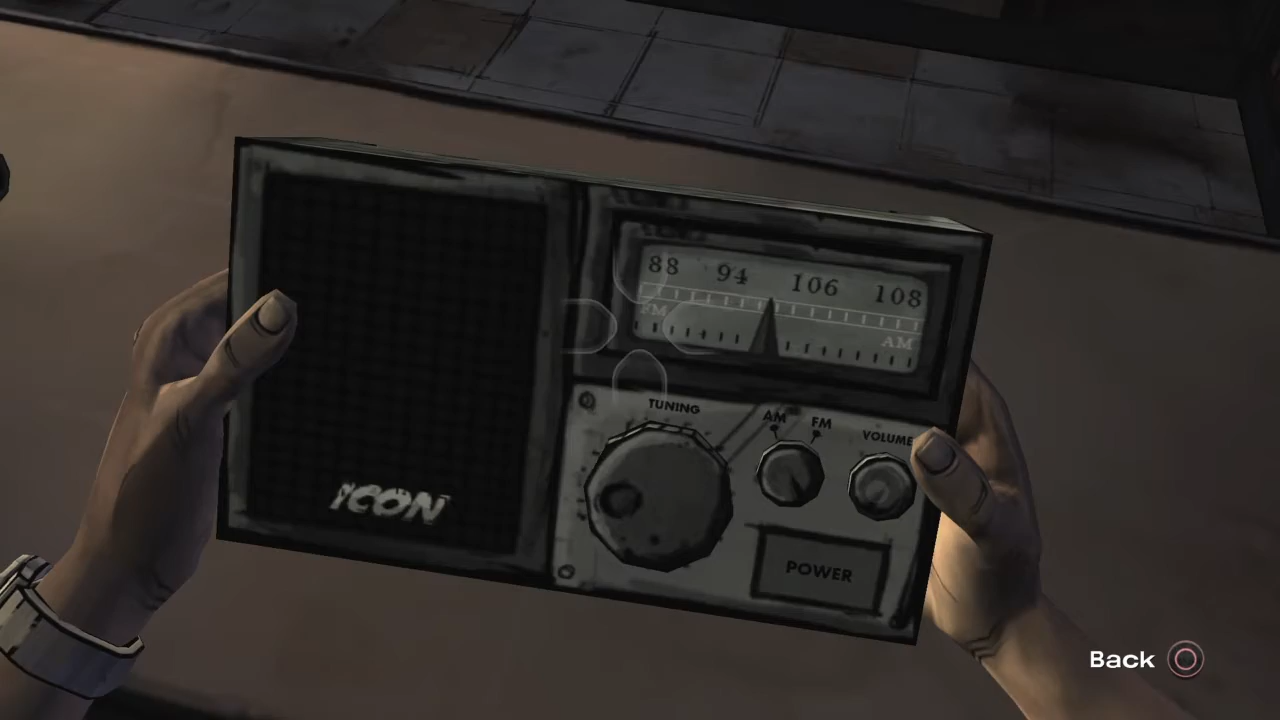 88 94 106 108
FM
AM
TUNING
AM FM
VOLUME
ICON
POWER
Back